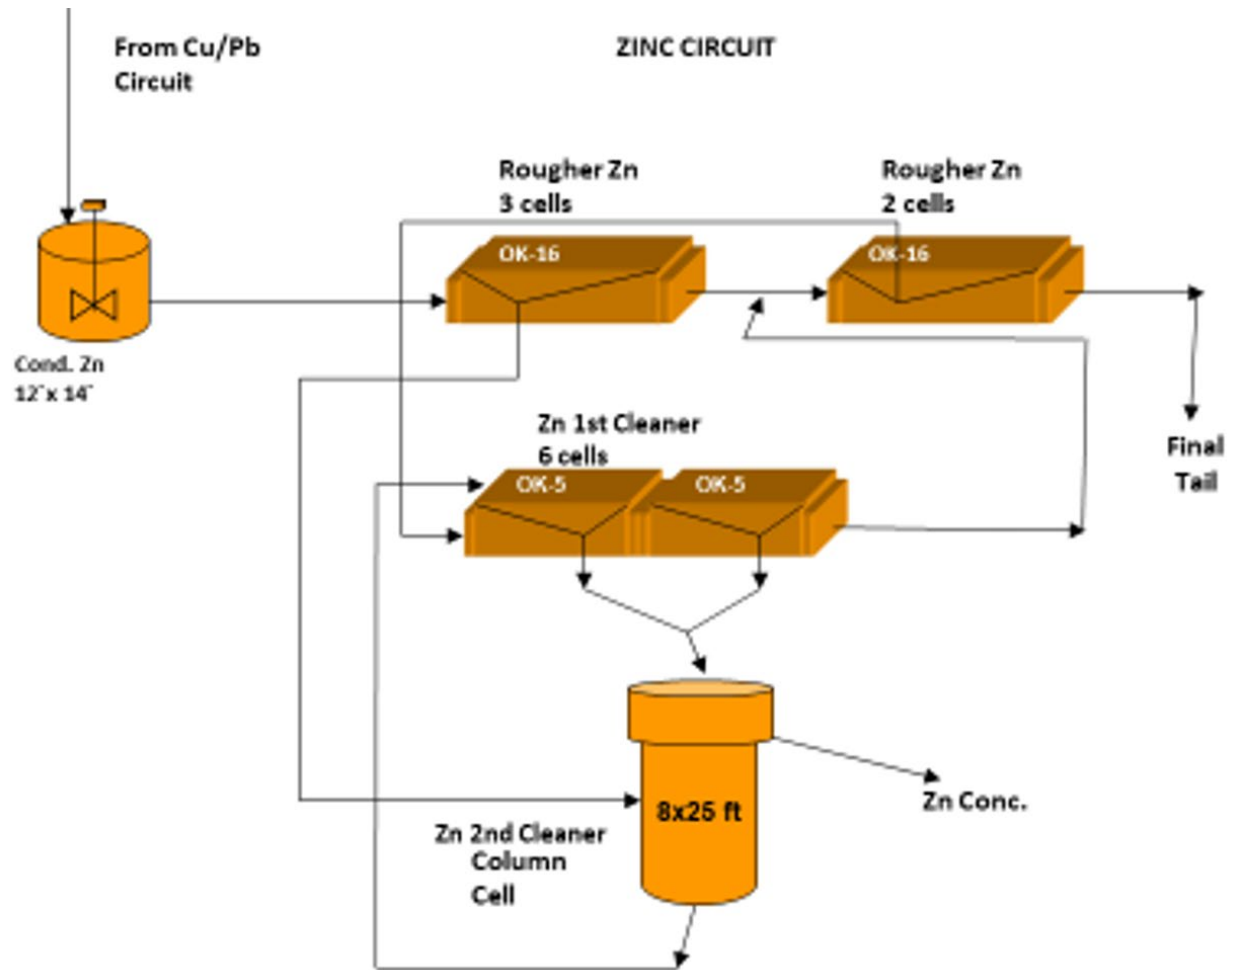 From Cu/Pb
Circuit
ZINC CIRCUIT
Rougher Zn
3 cells
Rougher Zn
2 cells
OK-16
OK-16
Cond. Zn
12¨x 14¨
Zn 1st Cleaner
6 cells
OK-5
OK-5
Final
Tail
8x25 ft
Zn Conc.
Zn 2nd Cleaner
Column
Cell